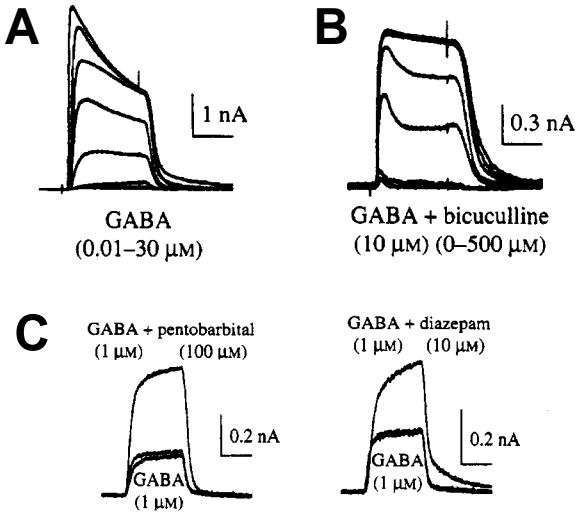 A
1 nA
GABA
(0.01–30 μM)
B
0.3 nA
GABA + bicuculline
(10 μM) (0–500 μM)
C
GABA + pentobarbital
(1 μM) (100 μM)
0.2 nA
GABA
(1 μM)
GABA + diazepam
(1 μM) (10 μM)
0.2 nA
GABA
(1 μM)